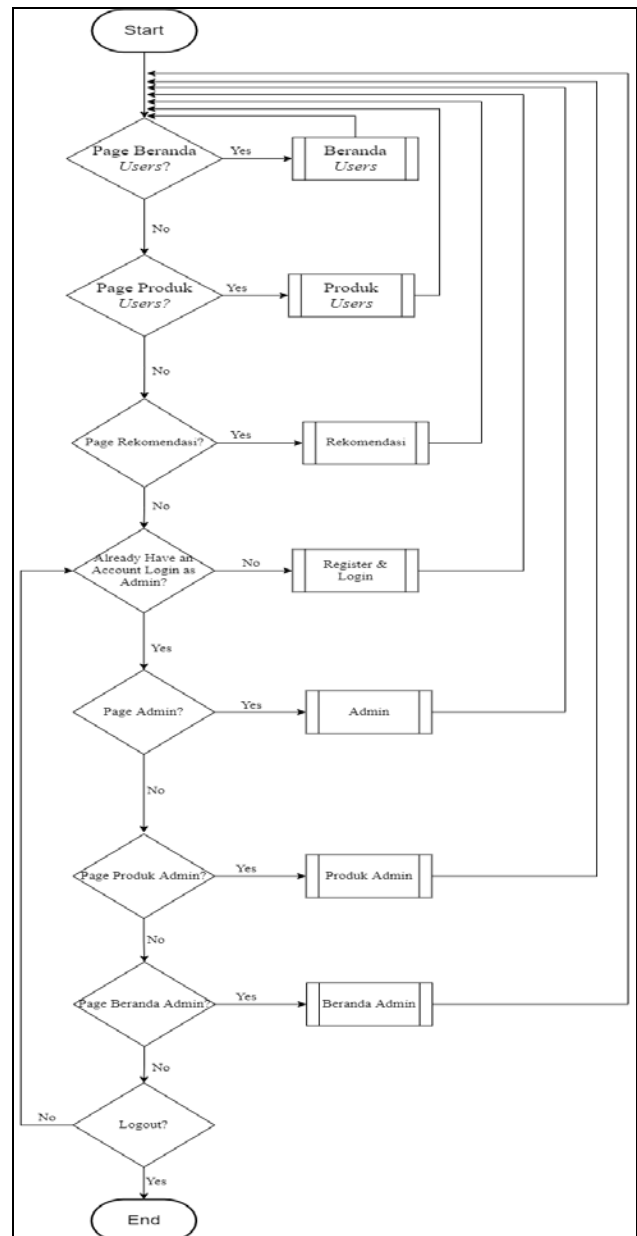 Start
Page Beranda
Users?
Yes
Beranda
Users
No
Page Produk
Users?
Yes
Produk
Users
No
Page Rekomendasi?
Yes
Rekomendasi
No
Already Have an
Account Login as
Admin?
No
Register &
Login
Yes
Page Admin?
Yes
Admin
No
Page Produk Admin?
Yes
Produk Admin
No
Page Beranda Admin?
Yes
Beranda Admin
No
Logout?
No
Yes
End